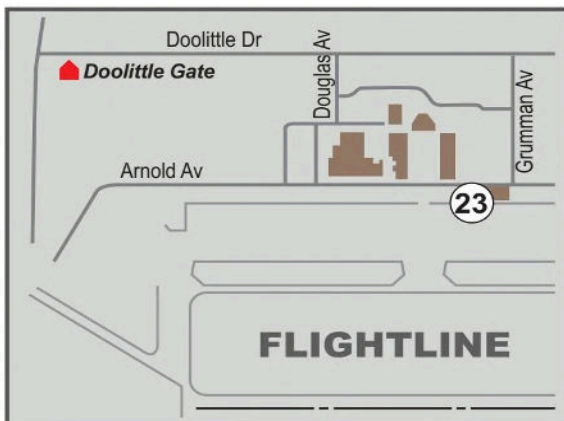 Doolittle Dr
Doolittle Gate
Douglas Av
Grumman Av
Arnold Av
23
FLIGHTLINE